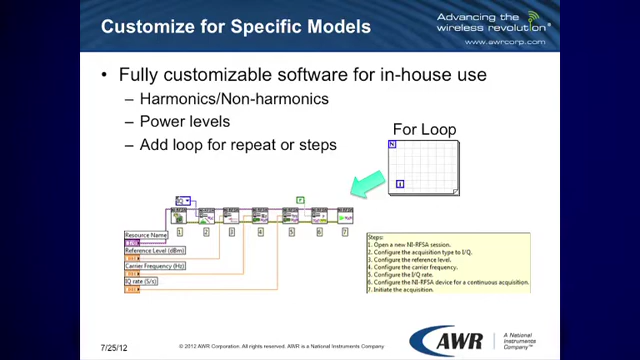 Customize for Specific Models
Advancing the
wireless revolution®
www.awrcorp.com
• Fully customizable software for in-house use
– Harmonics/Non-harmonics
– Power levels
– Add loop for repeat or steps
For Loop
N
i
I/Q
1 2 3 4 5 6 7
Resource Name
Reference Level (dBm)
Carrier Frequency (Hz)
IQ rate (S/s)
Steps:
1. Open a new NI-RFSA session.
2. Configure the acquisition type to I/Q.
3. Configure the reference level.
4. Configure the carrier frequency.
5. Configure the I/Q rate.
6. Configure the NI-RFSA device for a continuous acquisition.
7. Initiate the acquisition.
7/25/12
© 2012 AWR Corporation. All rights reserved. AWR is a National Instruments Company
AWR
A National
Instruments
Company™